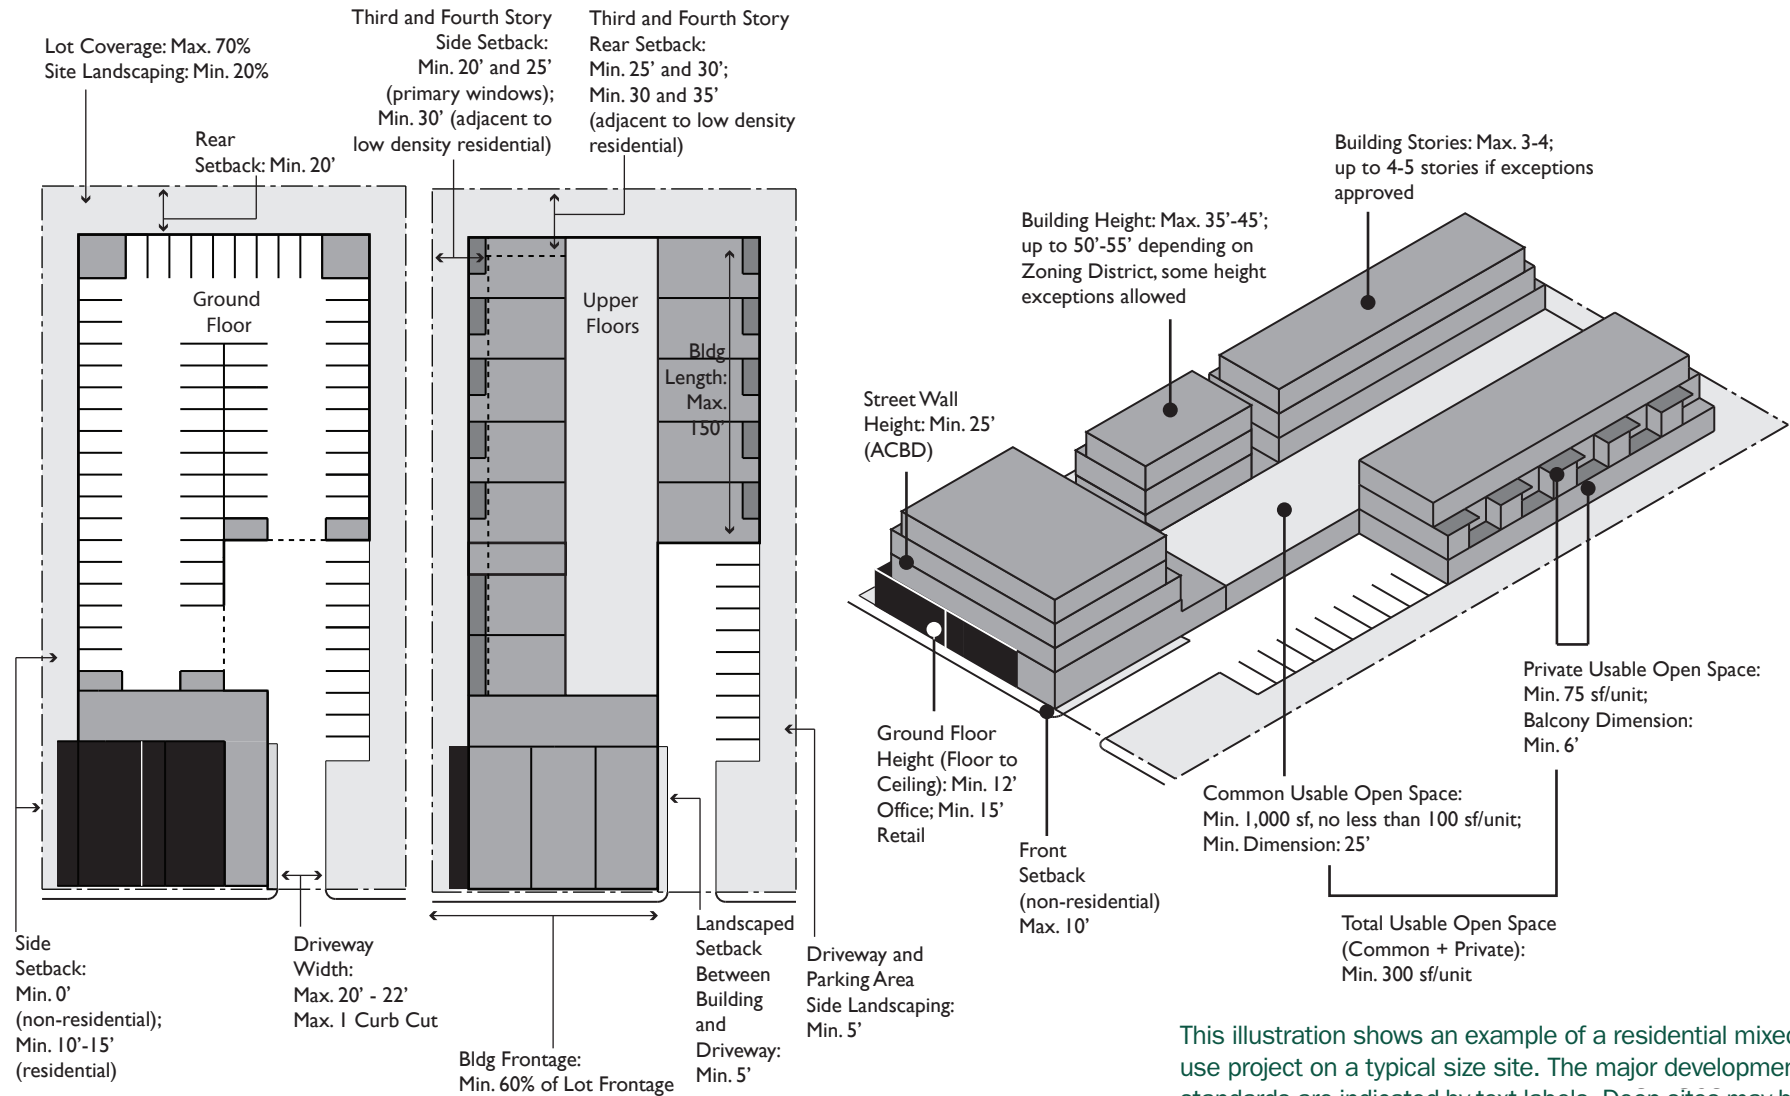 Lot Coverage: Max. 70%
Site Landscaping: Min. 20%
Rear
Setback: Min. 20’
Third and Fourth Story
Side Setback:
Min. 20’ and 25’
(primary windows);
Min. 30’ (adjacent to
low density residential)
Third and Fourth Story
Rear Setback:
Min. 25’ and 30’;
Min. 30 and 35’
(adjacent to low density
residential)
Ground
Floor
Upper
Floors
Bldg
Length:
Max.
150’
Building Stories: Max. 3-4;
up to 4-5 stories if exceptions
approved
Building Height: Max. 35’-45’;
up to 50’-55’ depending on
Zoning District, some height
exceptions allowed
Street Wall
Height: Min. 25’
(ACBD)
Side
Setback:
Min. 0’
(non-residential);
Min. 10’-15’
(residential)
Driveway
Width:
Max. 20’ - 22’
Max. 1 Curb Cut
Bldg Frontage:
Min. 60% of Lot Frontage
Landscaped
Setback
Between
Building
and
Driveway:
Min. 5’
Driveway and
Parking Area
Side Landscaping:
Min. 5’
Ground Floor
Height (Floor to
Ceiling): Min. 12’
Office; Min. 15’
Retail
Front
Setback
(non-residential)
Max. 10’
Common Usable Open Space:
Min. 1,000 sf, no less than 100 sf/unit;
Min. Dimension: 25’
Private Usable Open Space:
Min. 75 sf/unit;
Balcony Dimension:
Min. 6’
Total Usable Open Space
(Common + Private):
Min. 300 sf/unit
This illustration shows an example of a residential mixed
use project on a typical size site. The major developmen
standards are indicated by text labels. Deep sites may b